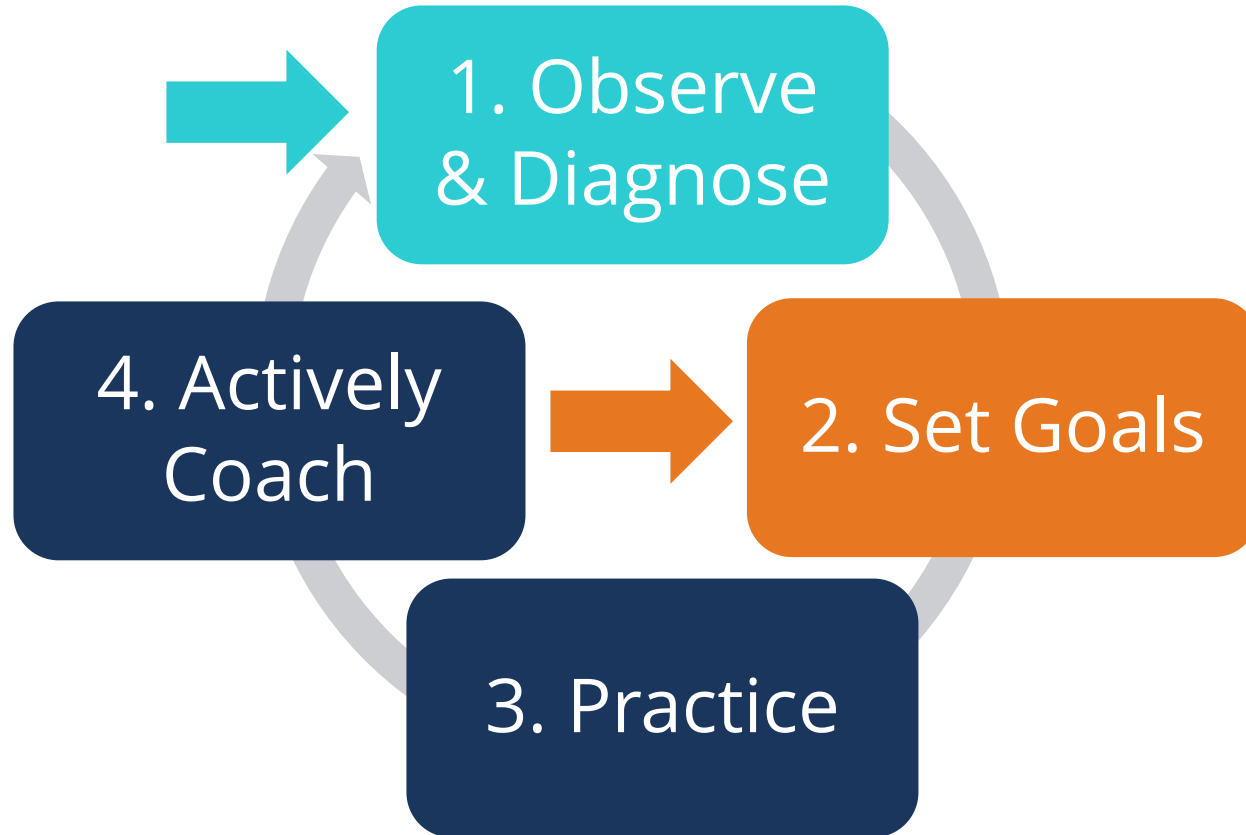 1. Observe
& Diagnose
2. Set Goals
3. Practice
4. Actively
Coach